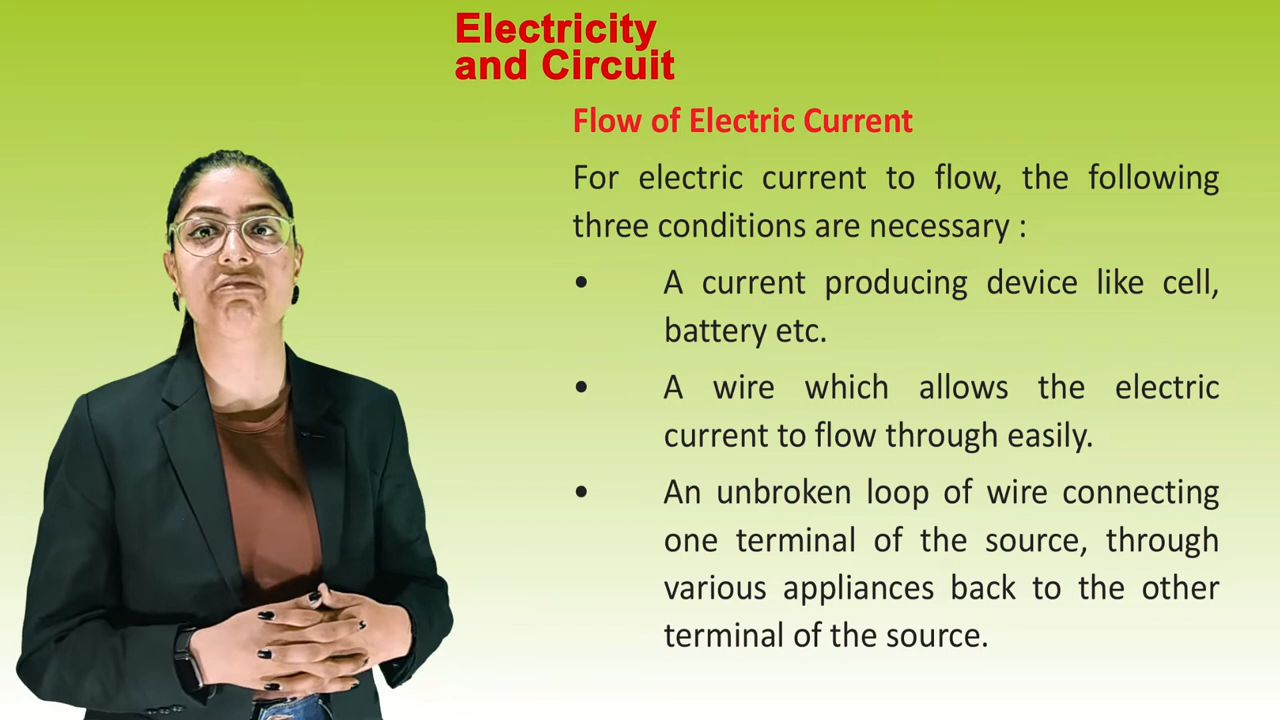 Electricity
and Circuit
Flow of Electric Current
For electric current to flow, the following
three conditions are necessary :
• A current producing device like cell,
battery etc.
• A wire which allows the electric
current to flow through easily.
• An unbroken loop of wire connecting
one terminal of the source, through
various appliances back to the other
terminal of the source.